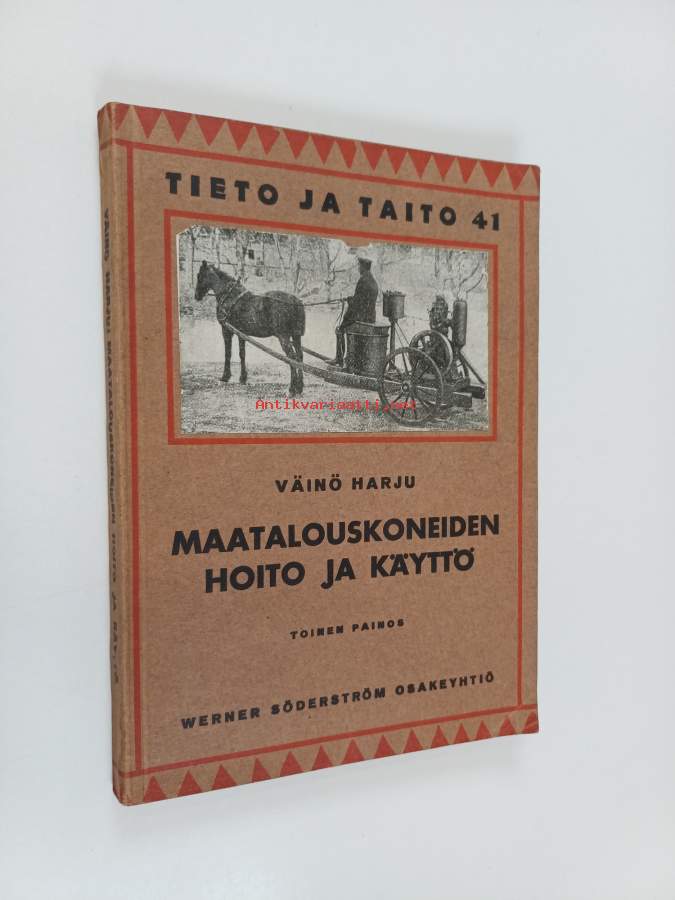 TIETO JA TAITO 41
Antikvariaatti.net
VÄINÖ HARJU
MAATALOUSKONEIDEN
HOITO JA KÄYTTÖ
TOINEN PAINOS
WERNER SÖDERSTRÖM OSAKEYHTIÖ
VÄINÖ HARJU: MAATALOUSKONEIDEN HOITO JA KÄYTTÖ